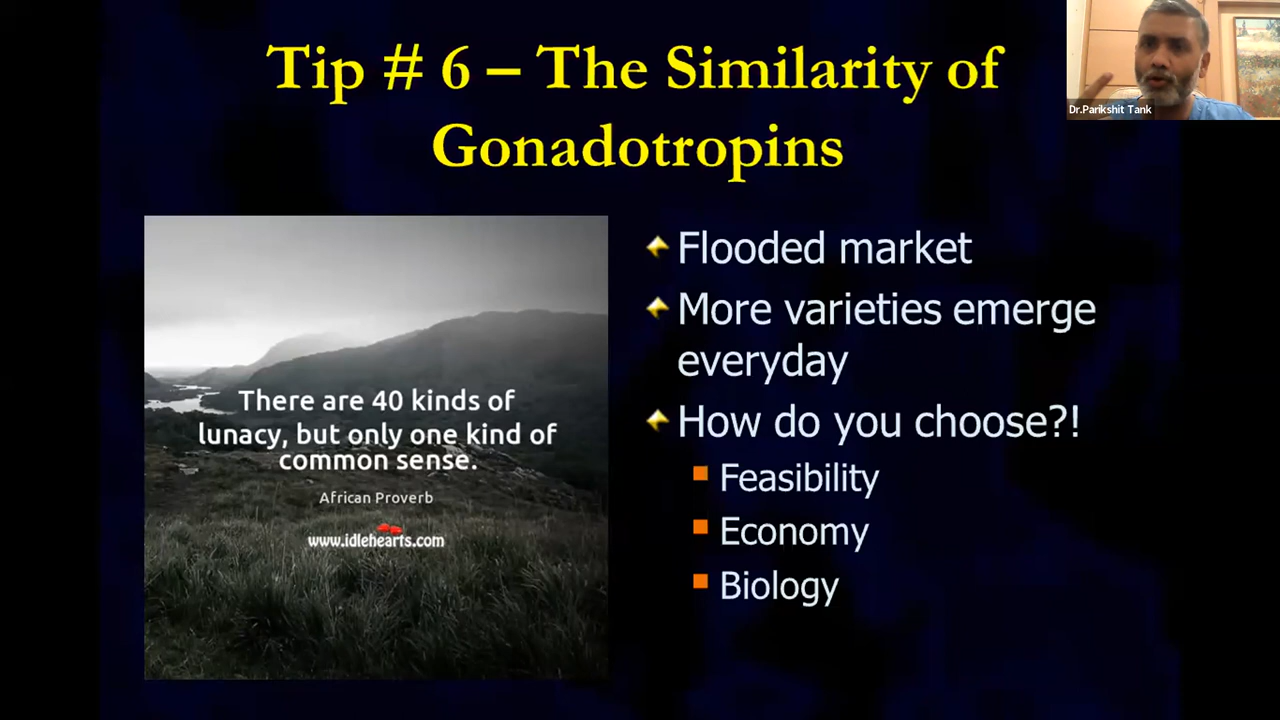 Tip # 6 – The Similarity of
Gonadotropins
Dr.Parikshit Tank
There are 40 kinds of
lunacy, but only one kind of
common sense.
African Proverb
www.idlehearts.com
Flooded market
More varieties emerge
everyday
How do you choose?!
Feasibility
Economy
Biology